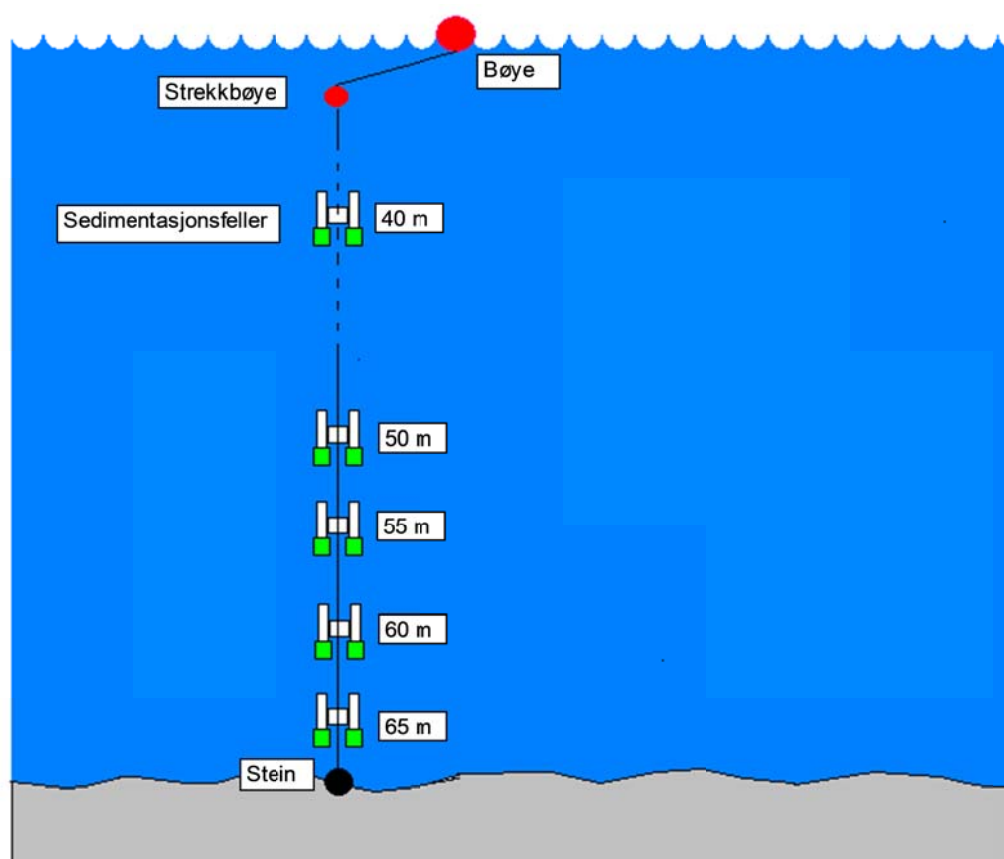 Bøye
Strekkbøye
Sedimentasjonsfeller
40 m
50 m
55 m
60 m
65 m
Stein